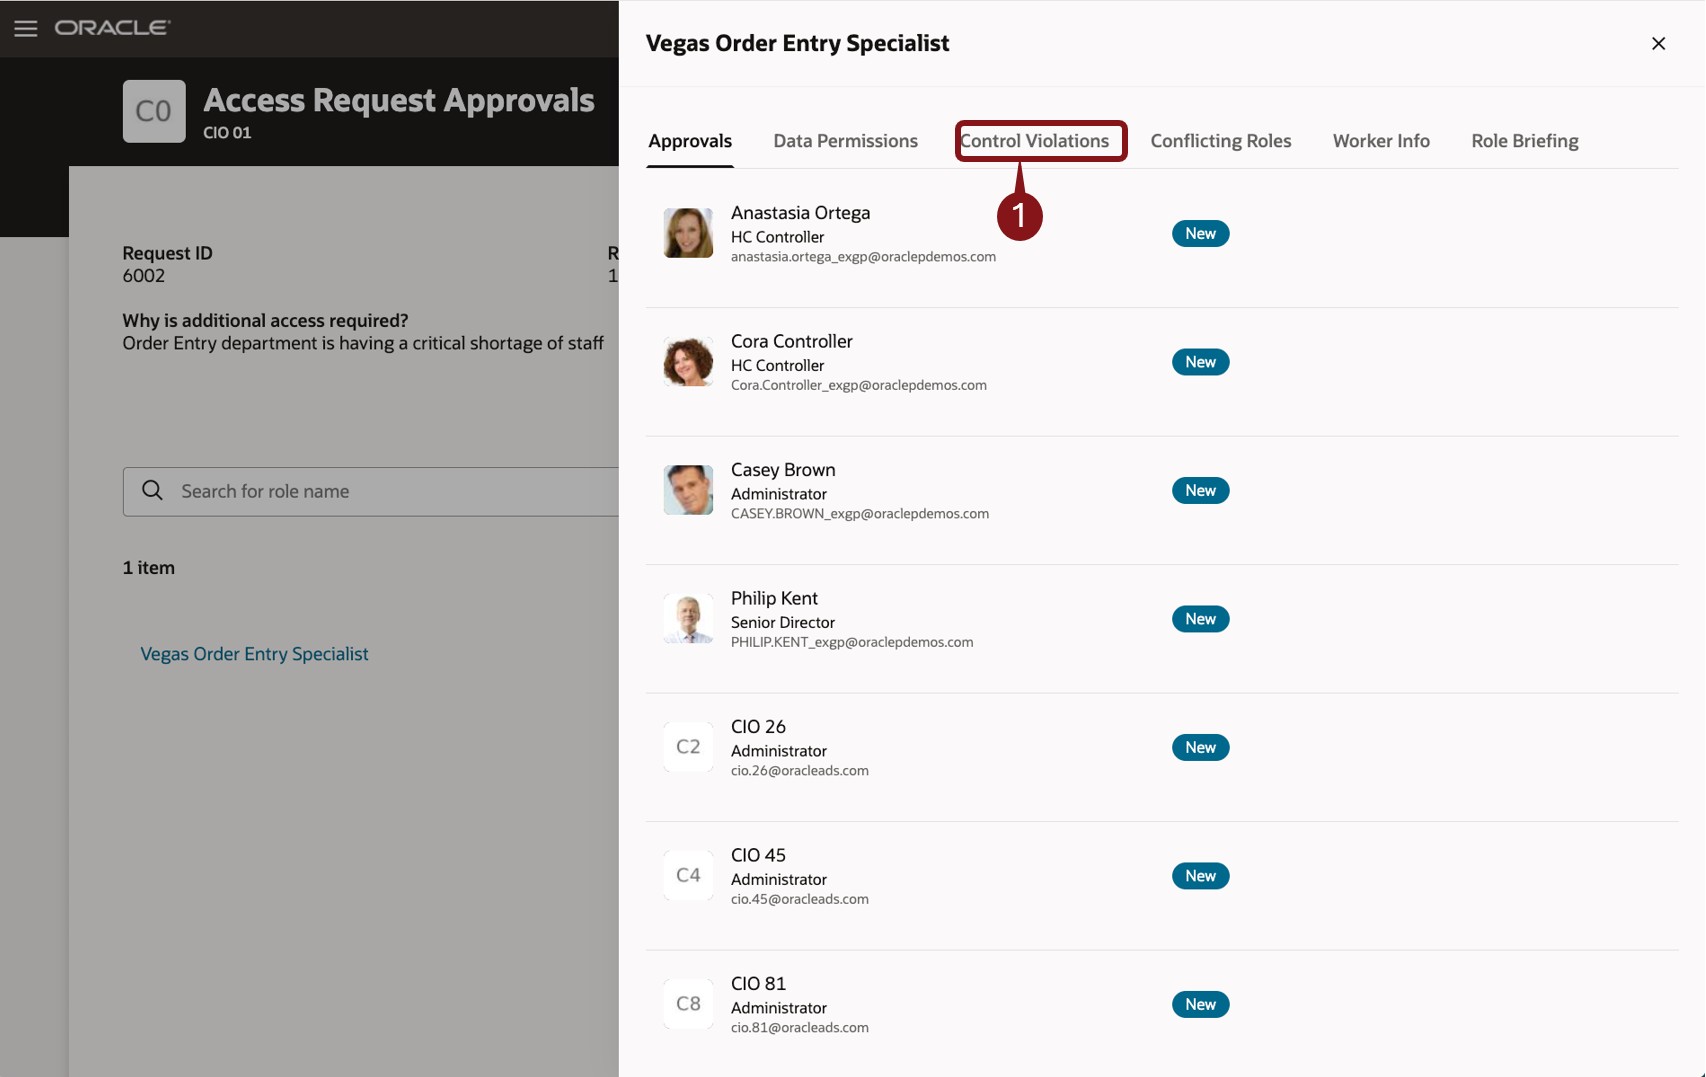 ORACLE
C0
Access Request Approvals
CIO 01
Request ID
6002
R
1
Why is additional access required?
Order Entry department is having a critical shortage of staff
Search for role name
1 item
Vegas Order Entry Specialist
Vegas Order Entry Specialist
Approvals Data Permissions Control Violations Conflicting Roles Worker Info Role Briefing
1
Anastasia Ortega
HC Controller
anastasia.ortega_exgp@oraclepdemos.com
New
Cora Controller
HC Controller
Cora.Controller_exgp@oraclepdemos.com
New
Casey Brown
Administrator
CASEY.BROWN_exgp@oraclepdemos.com
New
Philip Kent
Senior Director
PHILIP.KENT_exgp@oraclepdemos.com
New
C2
CIO 26
Administrator
cio.26@oracleads.com
New
C4
CIO 45
Administrator
cio.45@oracleads.com
New
C8
CIO 81
Administrator
cio.81@oracleads.com
New